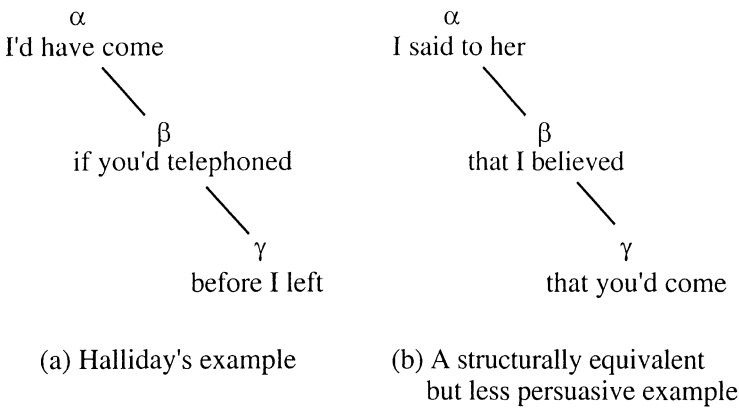 α
I'd have come
β
if you'd telephoned
γ
before I left
(a) Halliday's example
α
I said to her
β
that I believed
γ
that you'd come
(b) A structurally equivalent
but less persuasive example